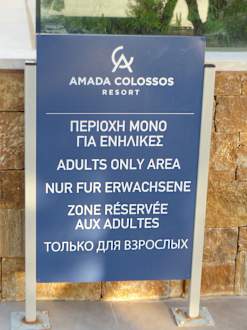 AMADA COLOSSOS
RESORT
ΠΕΡΙΟΧΗ ΜΟΝΟ
ΓΙΑ ΕΝΗΛΙΚΕΣ
ADULTS ONLY AREA
NUR FUR ERWACHSENE
ZONE RÉSERVÉE
AUX ADULTES
ТОЛЬКО ДЛЯ ВЗРОСЛЫХ